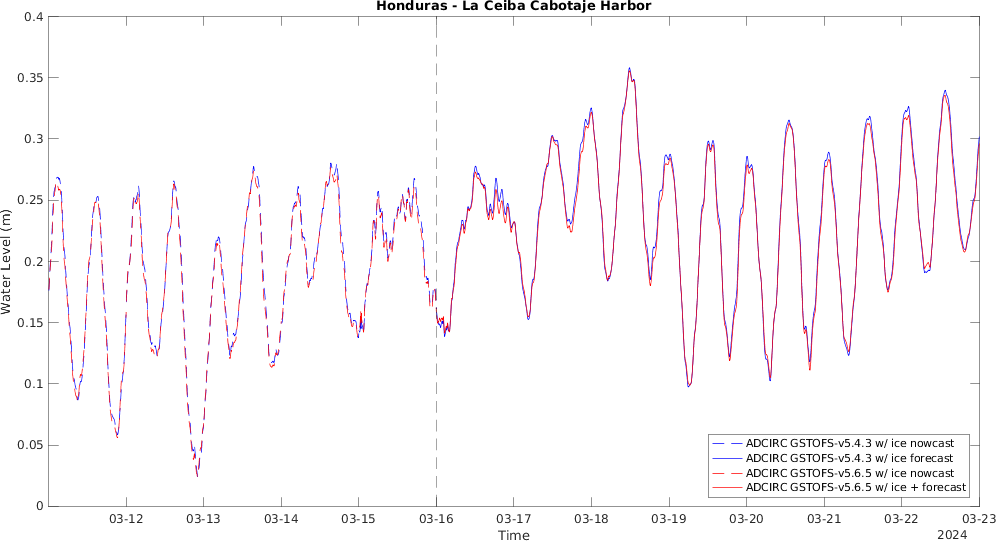 Honduras - La Ceiba Cabotaje Harbor
0.4
0.35
0.3
0.25
0.2
0.15
0.1
0.05
0
Water Level (m)
ADCIRC GSTOFS-v5.4.3 w/ ice nowcast
ADCIRC GSTOFS-v5.4.3 w/ ice forecast
ADCIRC GSTOFS-v5.6.5 w/ ice nowcast
ADCIRC GSTOFS-v5.6.5 w/ ice + forecast
03-12 03-13 03-14 03-15 03-16 03-17 03-18 03-19 03-20 03-21 03-22 03-23
Time
2024